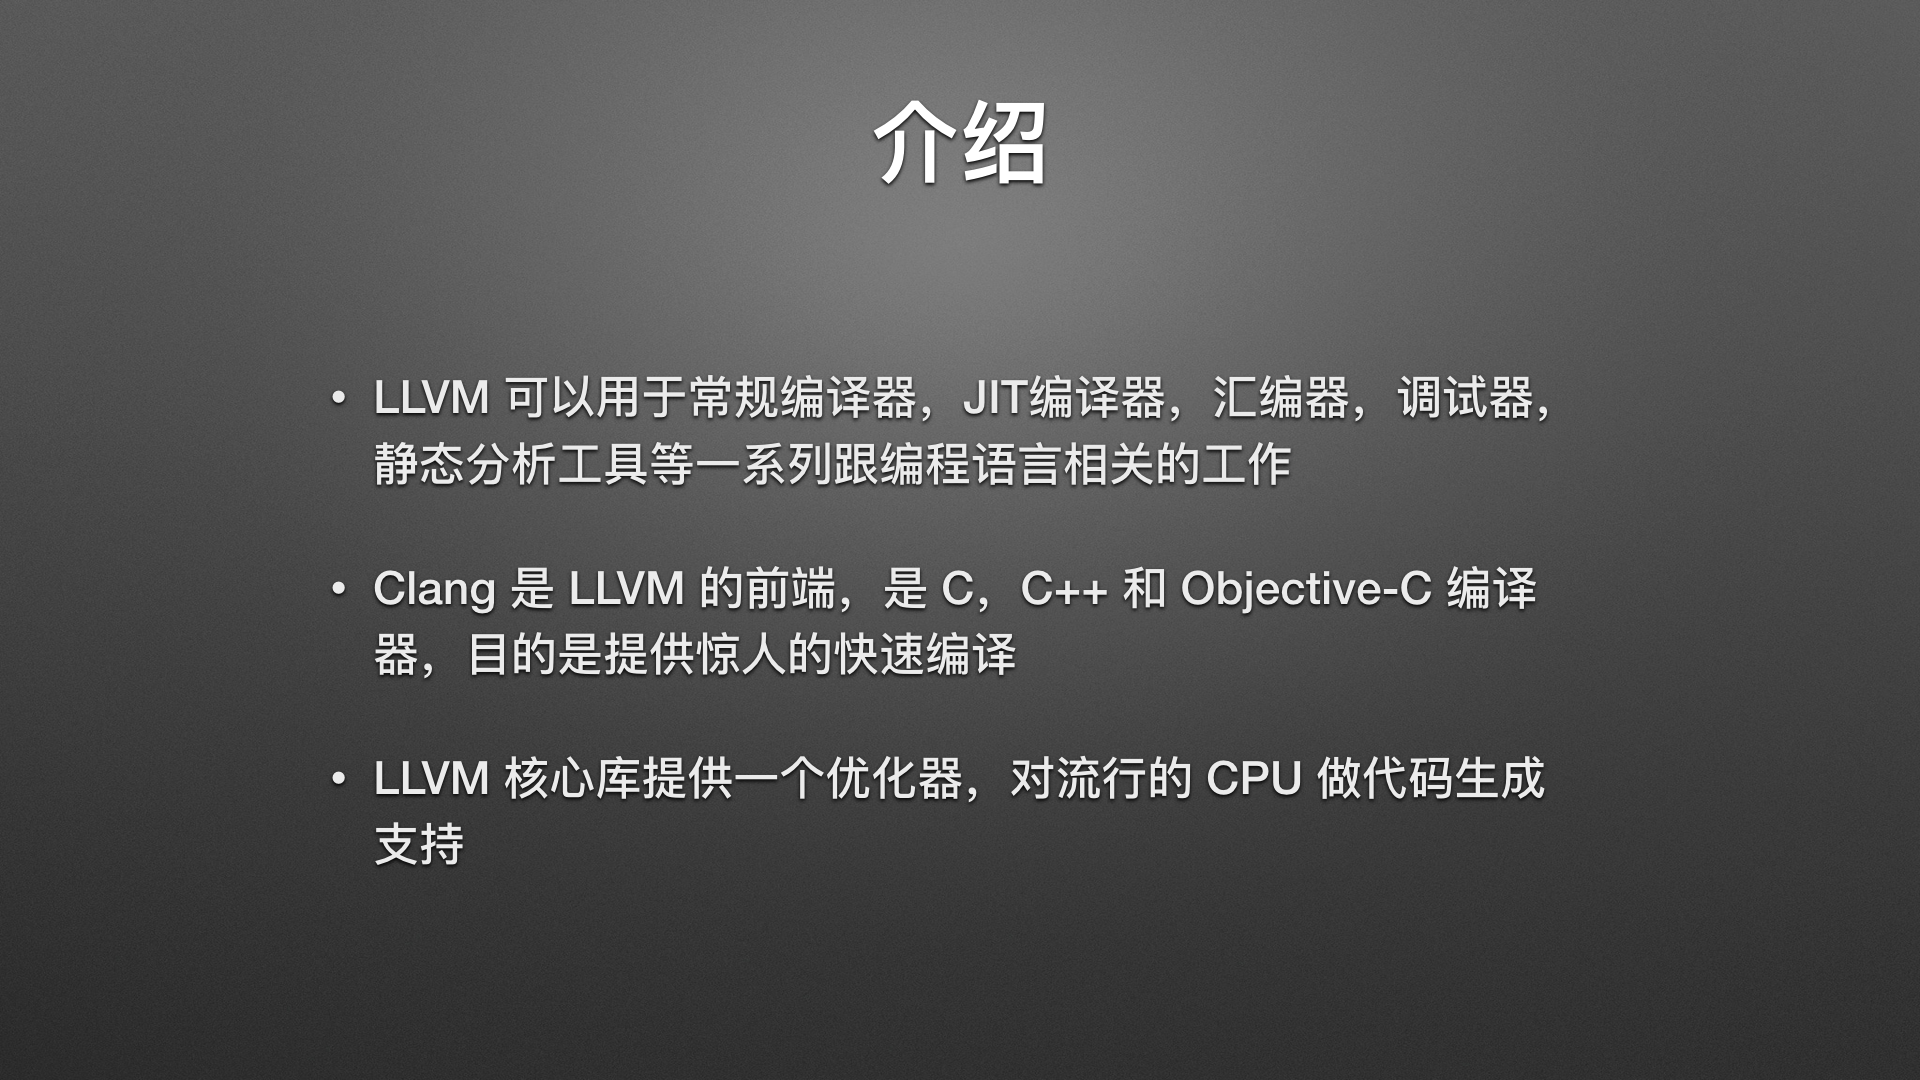 介绍
• LLVM 可以用于常规编译器，JIT编译器，汇编器，调试器，
静态分析工具等一系列跟编程语言相关的工作
• Clang 是 LLVM 的前端，是 C，C++ 和 Objective-C 编译
器，目的是提供惊人的快速编译
• LLVM 核心库提供一个优化器，对流行的 CPU 做代码生成
支持